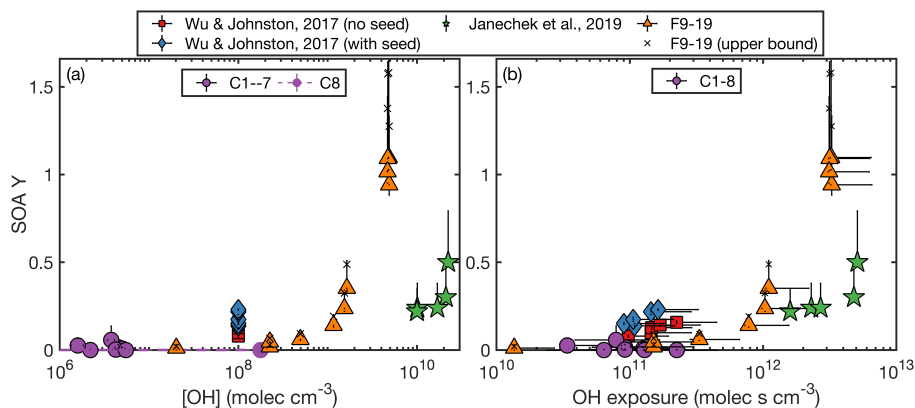 Wu & Johnston, 2017 (no seed) Janechek et al., 2019 F9-19
Wu & Johnston, 2017 (with seed) F9-19 (upper bound)
(a) C1--7 C8
(b) C1-8
1.5 1.5
1 1
0.5 0.5
0 0
SOA Y
10^6 10^8 10^10
10^10 10^11 10^12 10^13
[OH] (molec cm^-3) OH exposure (molec s cm^-3)